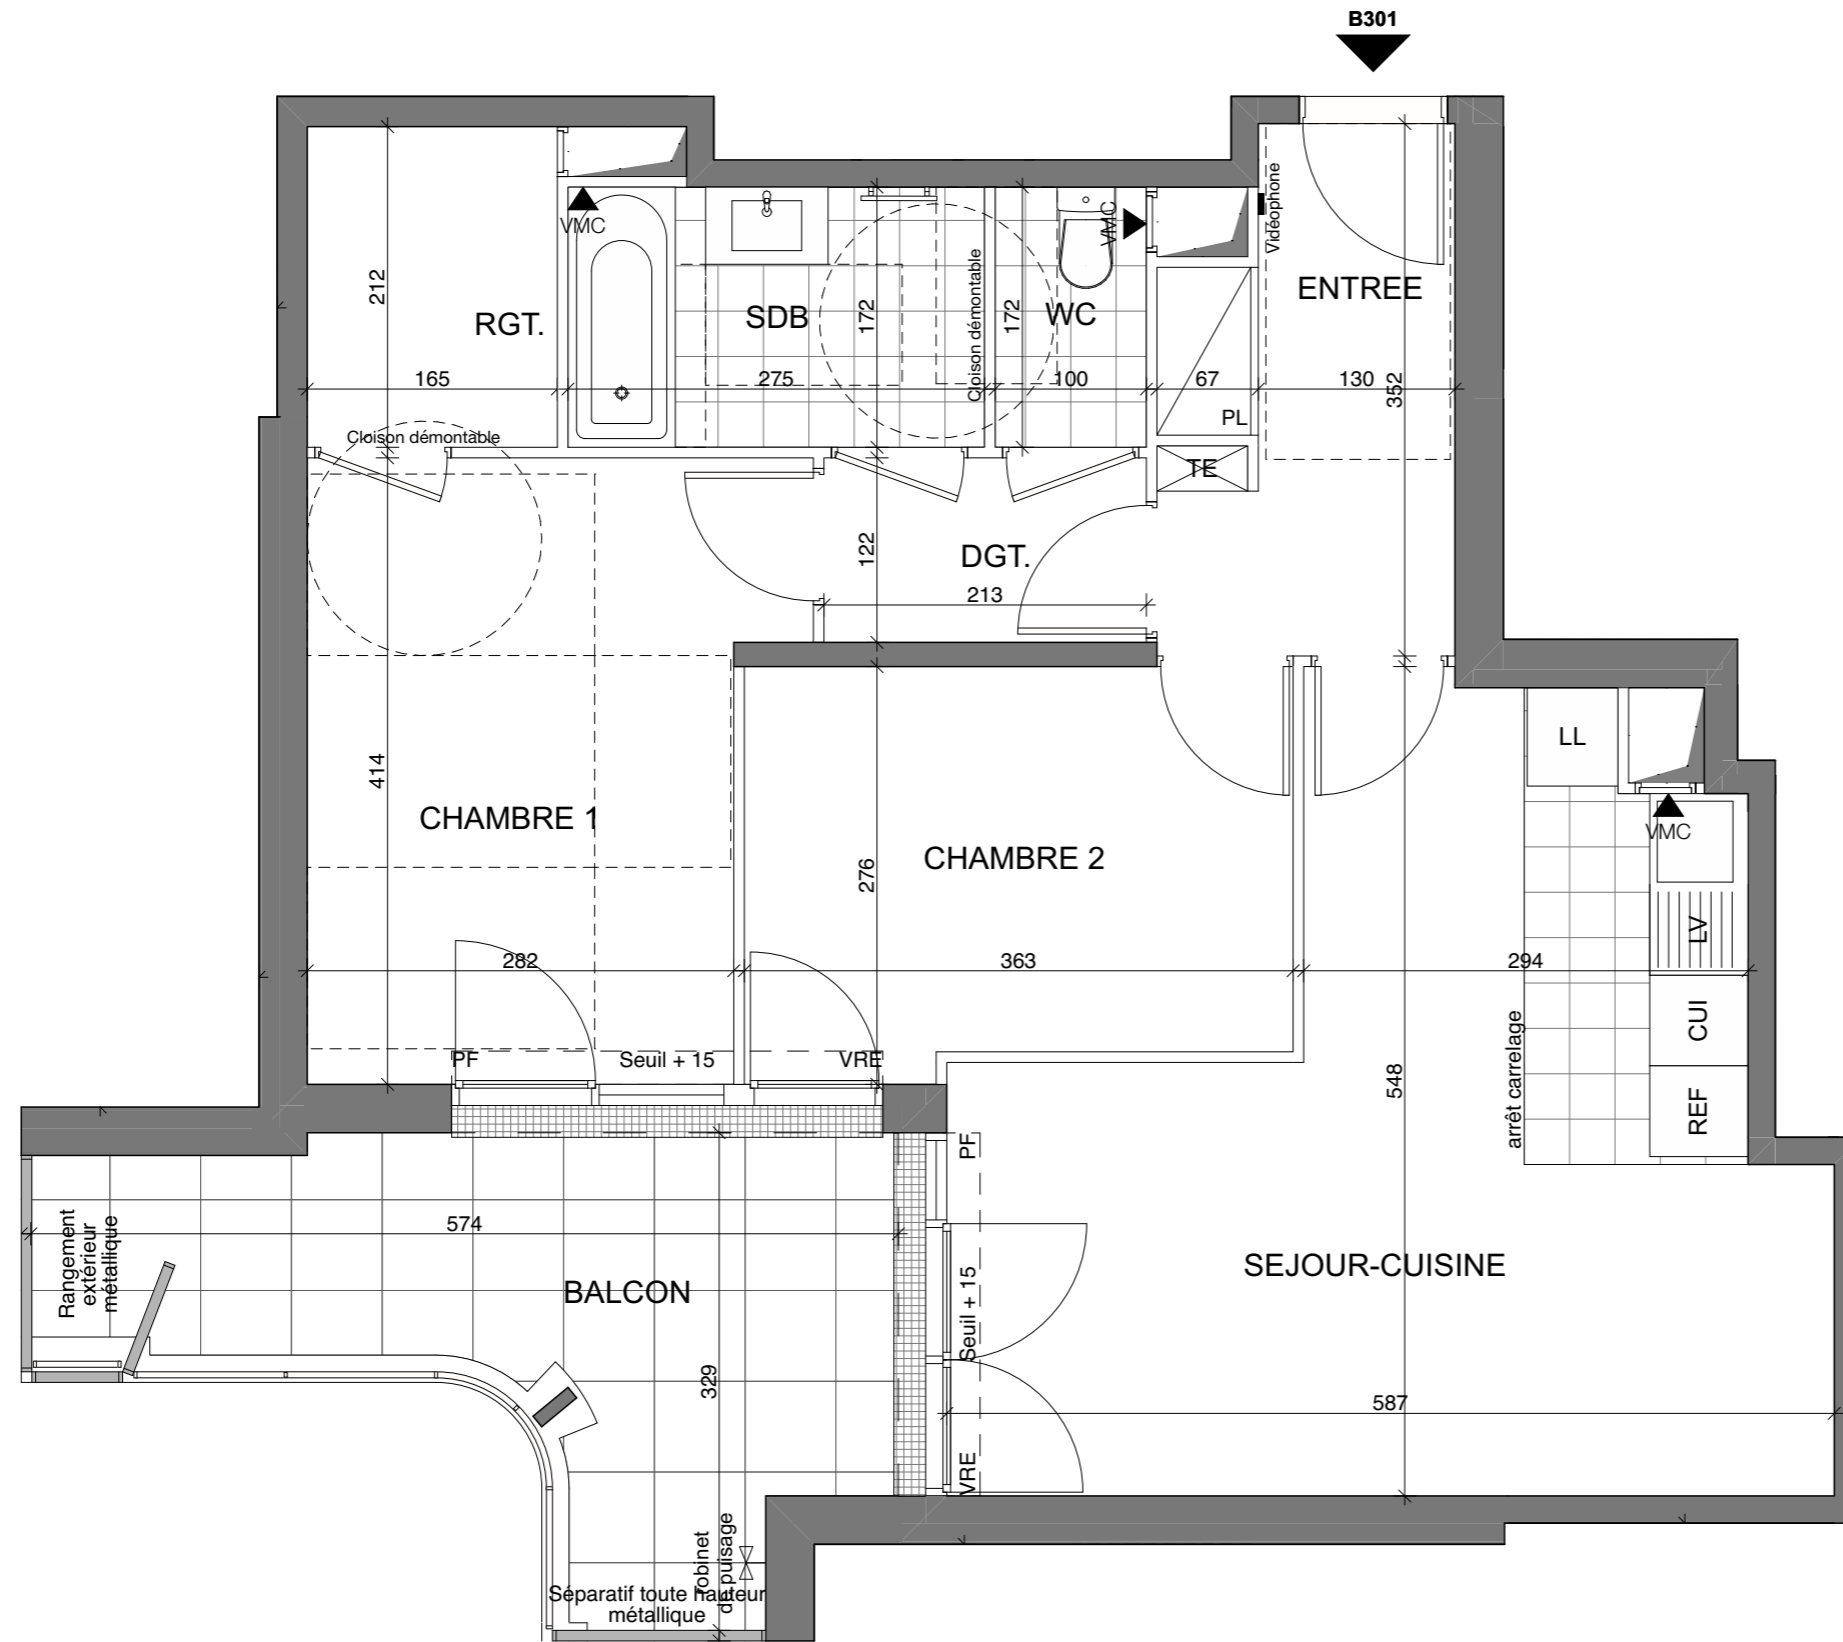 B301
Vidéophone
VMC
VMC
212
RGT.
SDB
172
Cloison démontable
172
WC
ENTREE
165
275
100
67
130
352
PL
Cloison démontable
TE
122
DGT.
213
LL
414
CHAMBRE 1
CHAMBRE 2
276
VMC
LV
282
363
294
CUI
arrêt carrelage
PF
Seuil + 15
VRE
548
REF
PF
574
Rangement
extérieur
métallique
BALCON
Seuil + 15
SEJOUR-CUISINE
329
587
VRE
robinet
de puisage
Séparatif toute hauteur
métallique